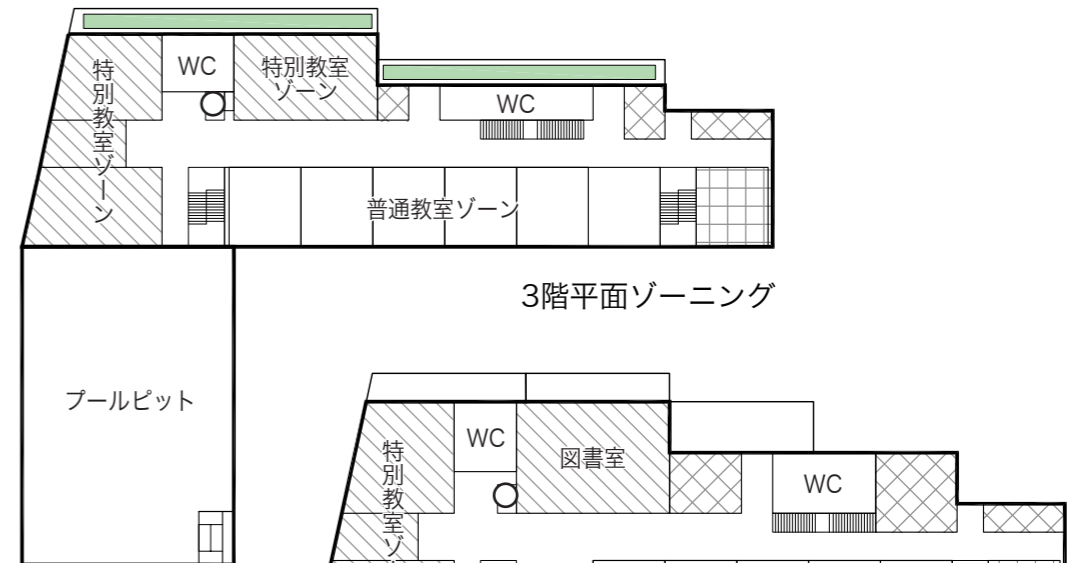 WC
特別教室ゾーン
特別教室
ゾーン
WC
普通教室ゾーン
3階平面ゾーニング
プールピット
WC
図書室
特別教室ゾ
WC